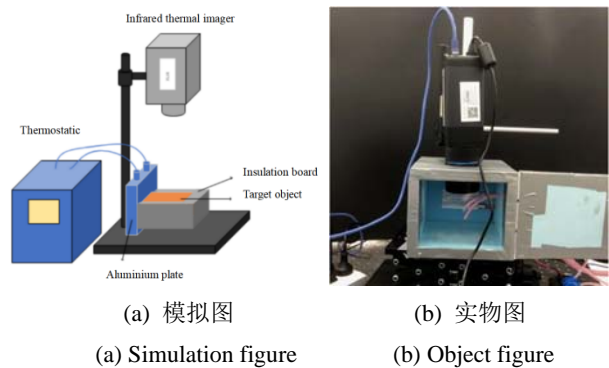 Infrared thermal imager
Thermostatic
Insulation board
Target object
Aluminium plate
(a) 模拟图
(b) 实物图
(a) Simulation figure
(b) Object figure